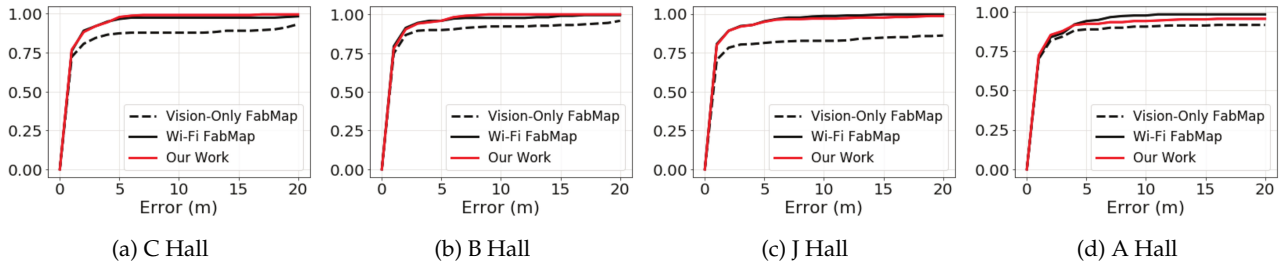 1.00
0.75
0.50
0.25
0.00
0 5 10 15 20
Error (m)
Vision-Only FabMap
Wi-Fi FabMap
Our Work
(a) C Hall
1.00
0.75
0.50
0.25
0.00
0 5 10 15 20
Error (m)
Vision-Only FabMap
Wi-Fi FabMap
Our Work
(b) B Hall
1.00
0.75
0.50
0.25
0.00
0 5 10 15 20
Error (m)
Vision-Only FabMap
Wi-Fi FabMap
Our Work
(c) J Hall
1.00
0.75
0.50
0.25
0.00
0 5 10 15 20
Error (m)
Vision-Only FabMap
Wi-Fi FabMap
Our Work
(d) A Hall